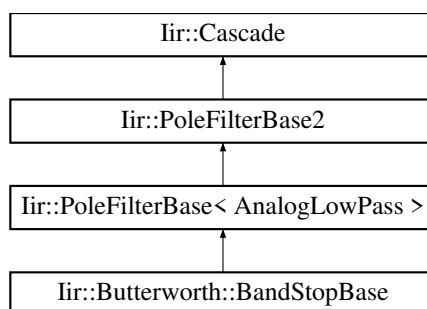 Iir::Cascade
Iir::PoleFilterBase2
Iir::PoleFilterBase< AnalogLowPass >
Iir::Butterworth::BandStopBase